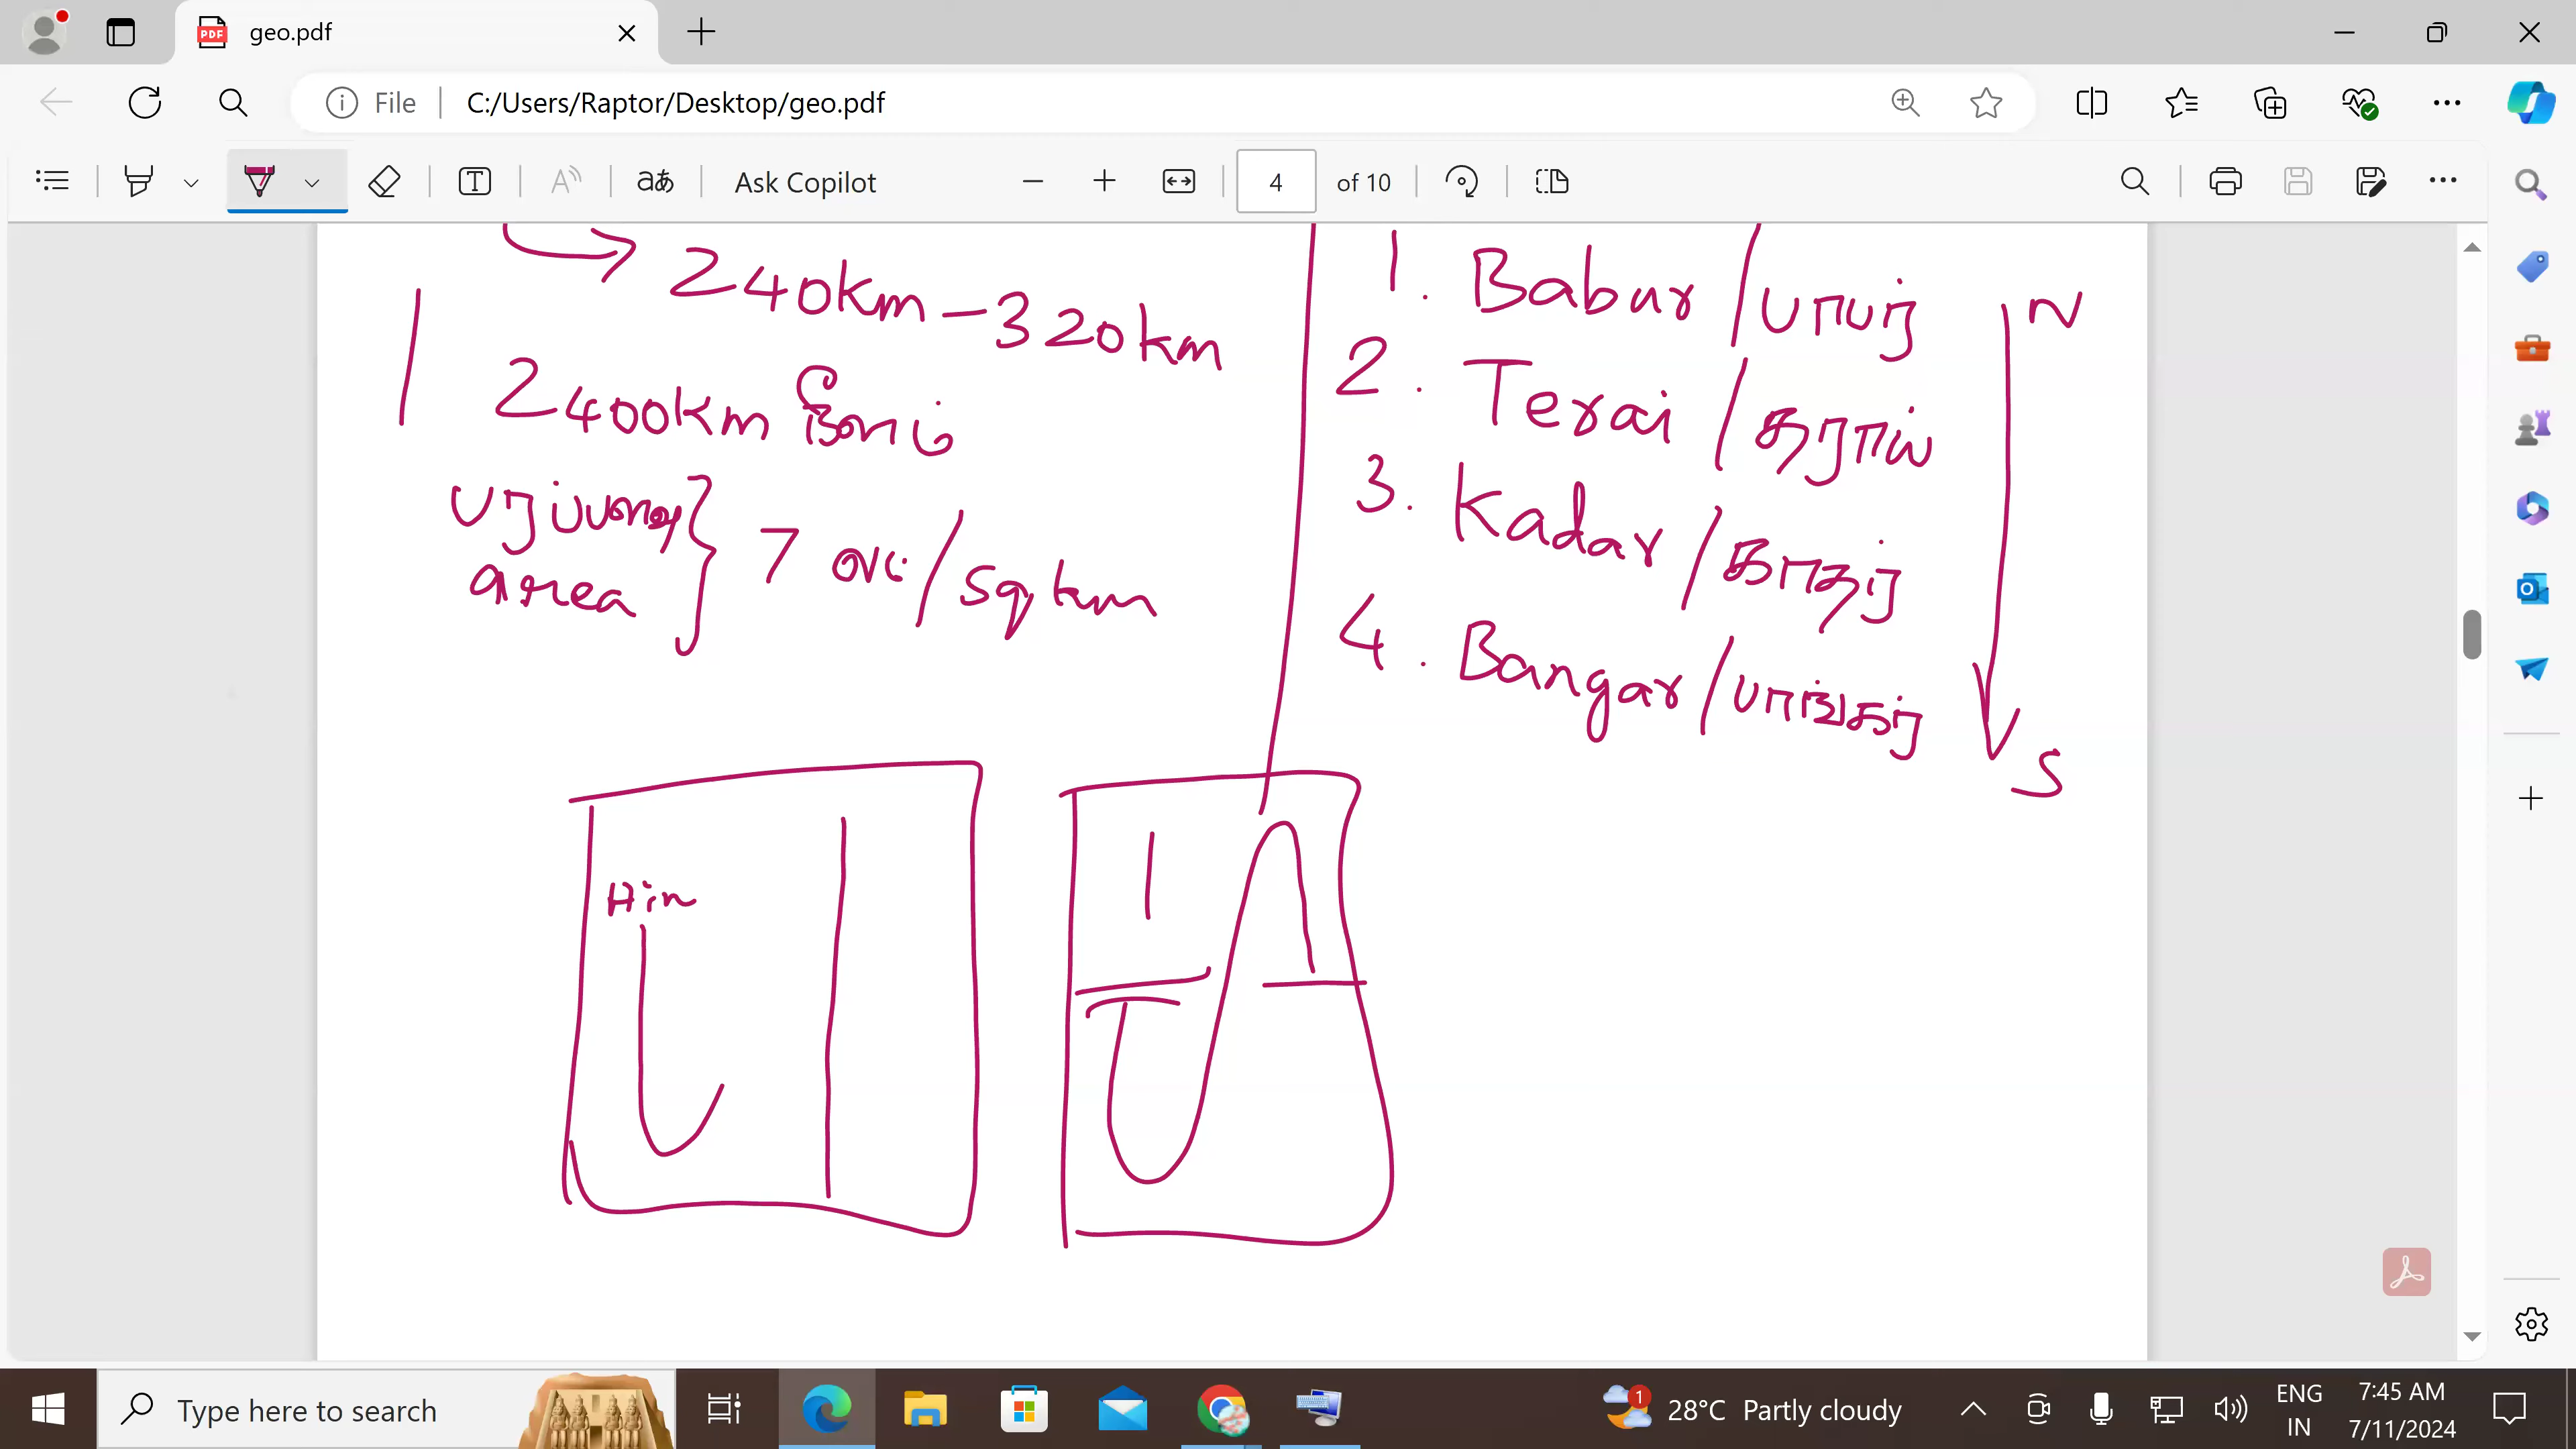 geo.pdf
File
C:/Users/Raptor/Desktop/geo.pdf
Ask Copilot
4 of 10
240km-320km
2400km
பரப்பளவு
area
7 லட்/sq km
1. Babur/பாபர்
2. Terai/தராய்
3. Kadar/காதர்
4. Bangar/பாங்கர்
N
S
Him
Type here to search
1
28°C Partly cloudy
ENG
IN
7:45 AM
7/11/2024